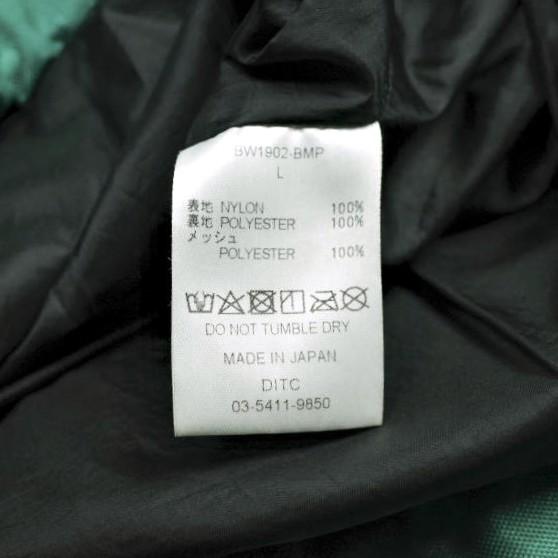 BW1902-BMP
L
表地 NYLON 100%
裏地 POLYESTER 100%
メッシュ
POLYESTER 100%
DO NOT TUMBLE DRY
MADE IN JAPAN
DITC
03-5411-9850